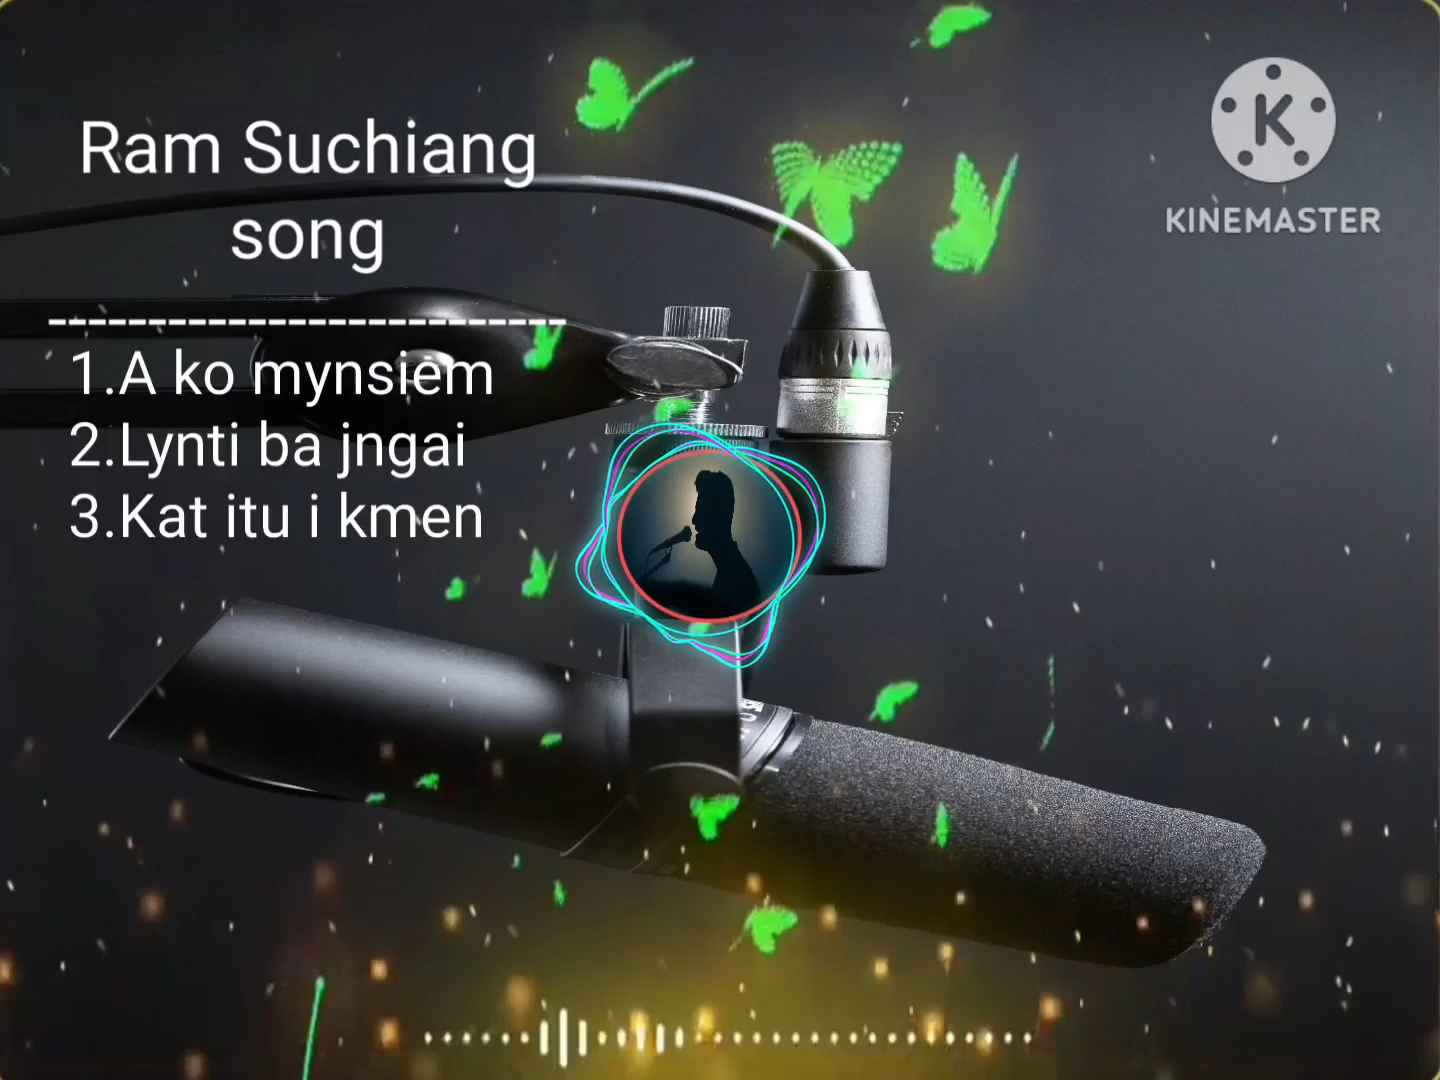 Ram Suchiang
song
--------------------------
1.A ko mynsiem
2.Lynti ba jngai
3.Kat itu i kmen
K
KINEMASTER